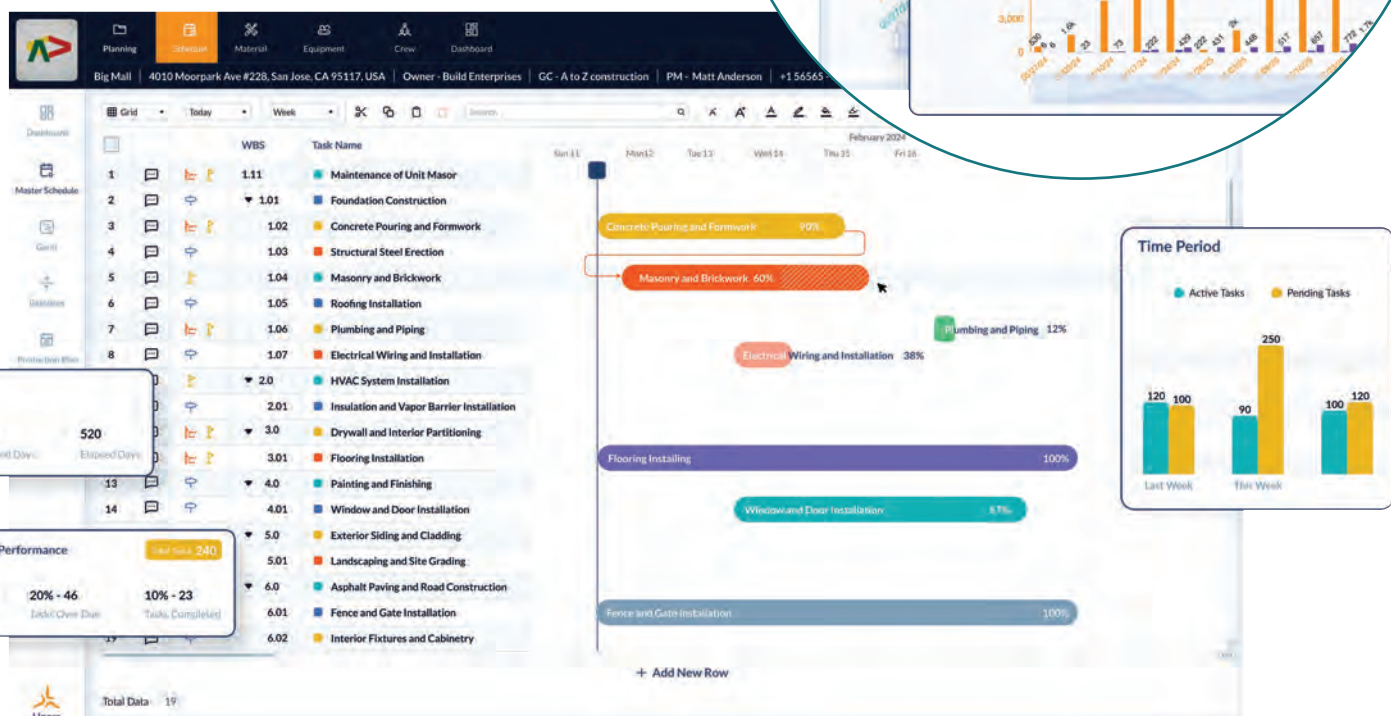 3,000
0
Planning Schedule Material Equipment Crew Dashboard
Big Mall | 4010 Moorpark Ave #228, San Jose, CA 95117, USA | Owner - Build Enterprises | GC - A to Z construction | PM - Matt Anderson | +1 56565 -
Grid Today Week Search
Dashboard
Master Schedule
Gantt
Production Plan
WBS Task Name
February 2024
Sun 11 Mon12 Tue 13 Wed 14 Thu 15 Fri 16
1 1.11 Maintenance of Unit Masor
2 1.01 Foundation Construction
3 1.02 Concrete Pouring and Formwork
Concrete Pouring and Formwork 90%
4 1.03 Structural Steel Erection
5 1.04 Masonry and Brickwork
Masonry and Brickwork 60%
6 1.05 Roofing Installation
7 1.06 Plumbing and Piping
Plumbing and Piping 12%
8 1.07 Electrical Wiring and Installation
Electrical Wiring and Installation 38%
2.0 HVAC System Installation
2.01 Insulation and Vapor Barrier Installation
3.0 Drywall and Interior Partitioning
3.01 Flooring Installation
Flooring Instailing 100%
13 4.0 Painting and Finishing
14 4.01 Window and Door Installation
Window and Door Installation 67%
5.0 Exterior Siding and Cladding
5.01 Landscaping and Site Grading
6.0 Asphalt Paving and Road Construction
6.01 Fence and Gate Installation
Fence and Gate Installation 100%
19 6.02 Interior Fixtures and Cabinetry
+ Add New Row
Total Data 19
520
Elapsed Days
Performance
Total Tasks 240
20% - 46 10% - 23
Tasks Over Due Tasks Completed
Time Period
Active Tasks Pending Tasks
250
120 100
90
100 120
Last Week This Week